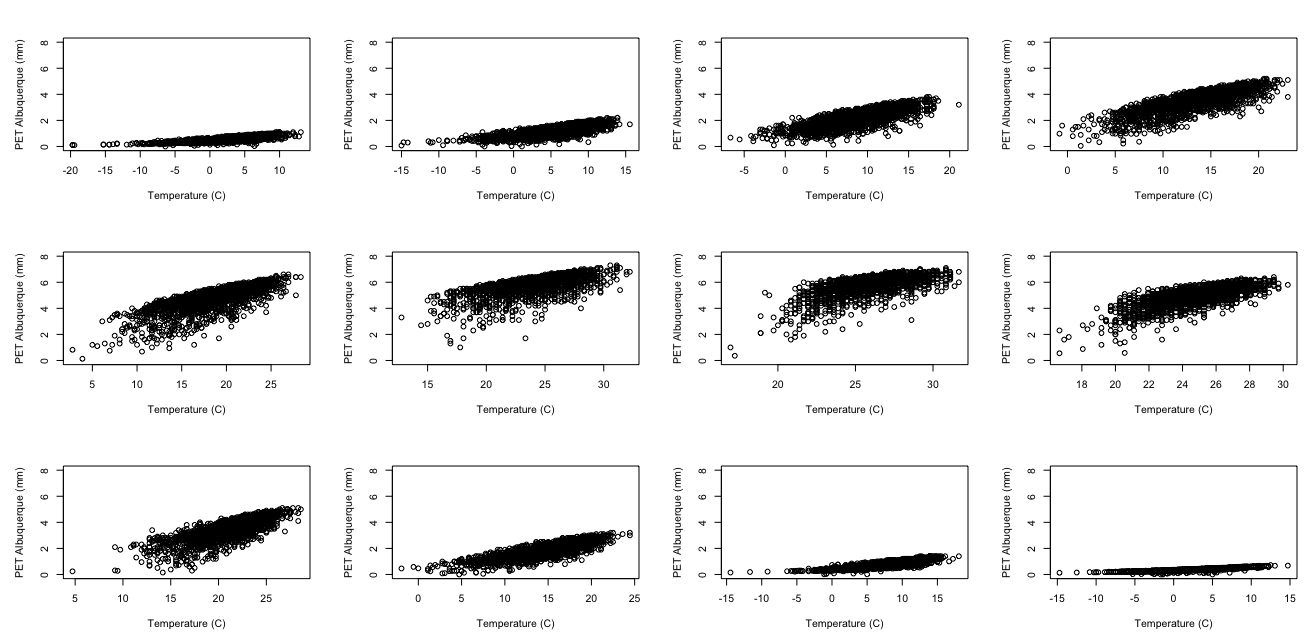 PET Albuquerque (mm)
0 2 4 6 8
-20 -15 -10 -5 0 5 10
Temperature (C)
PET Albuquerque (mm)
0 2 4 6 8
-15 -10 -5 0 5 10 15
Temperature (C)
PET Albuquerque (mm)
0 2 4 6 8
-5 0 5 10 15 20
Temperature (C)
PET Albuquerque (mm)
0 2 4 6 8
0 5 10 15 20
Temperature (C)
PET Albuquerque (mm)
0 2 4 6 8
5 10 15 20 25
Temperature (C)
PET Albuquerque (mm)
0 2 4 6 8
15 20 25 30
Temperature (C)
PET Albuquerque (mm)
0 2 4 6 8
20 25 30
Temperature (C)
PET Albuquerque (mm)
0 2 4 6 8
18 20 22 24 26 28 30
Temperature (C)
PET Albuquerque (mm)
0 2 4 6 8
5 10 15 20 25
Temperature (C)
PET Albuquerque (mm)
0 2 4 6 8
0 5 10 15 20 25
Temperature (C)
PET Albuquerque (mm)
0 2 4 6 8
-15 -10 -5 0 5 10 15
Temperature (C)
PET Albuquerque (mm)
0 2 4 6 8
-15 -10 -5 0 5 10 15
Temperature (C)